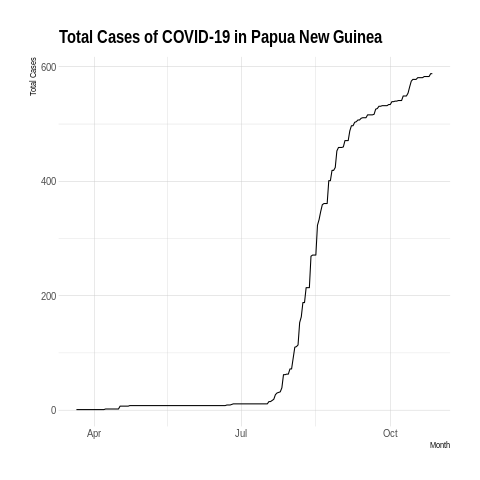 Total Cases of COVID-19 in Papua New Guinea
Total Cases
600
400
200
0
Apr
Jul
Oct
Month